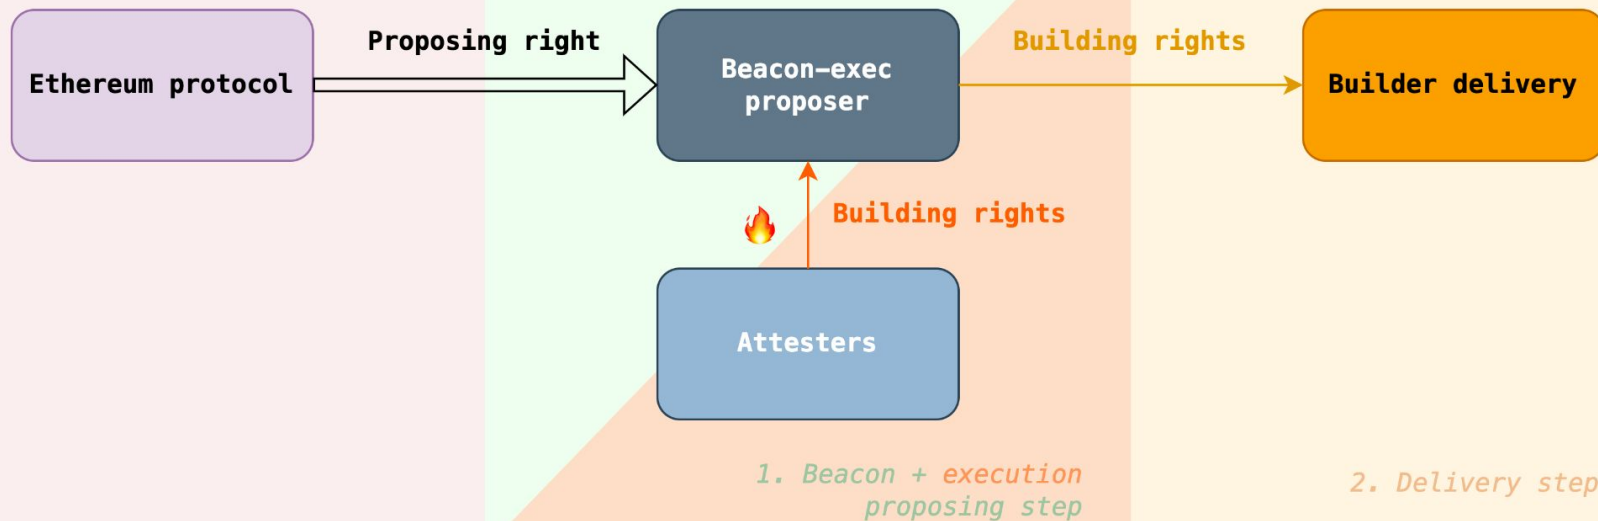 Proposing right
Building rights
Ethereum protocol
Beacon-exec
proposer
Builder delivery
Building rights
Attesters
1. Beacon + execution
proposing step
2. Delivery step